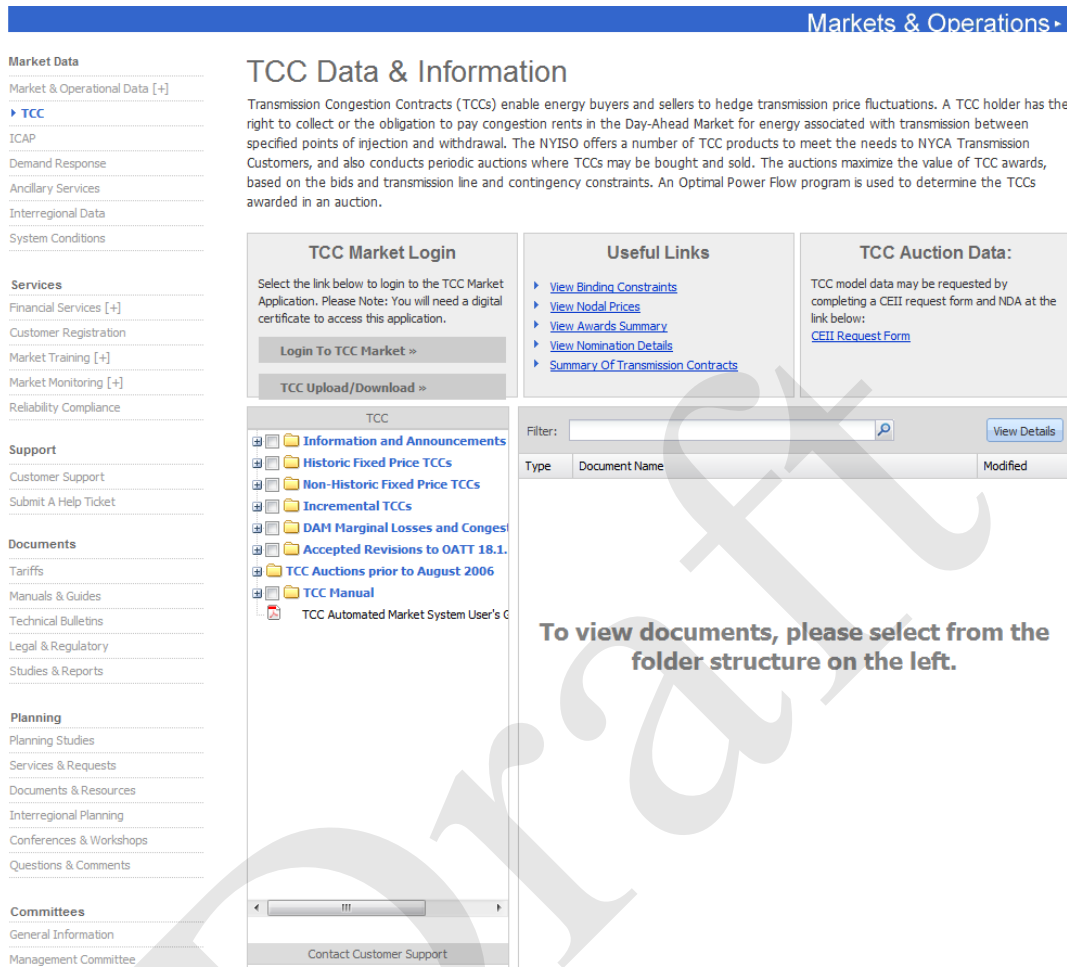 Markets & Operations
Market Data
Market & Operational Data [+]
TCC
ICAP
Demand Response
Ancillary Services
Interregional Data
System Conditions
Services
Financial Services [+]
Customer Registration
Market Training [+]
Market Monitoring [+]
Reliability Compliance
Support
Customer Support
Submit A Help Ticket
Documents
Tariffs
Manuals & Guides
Technical Bulletins
Legal & Regulatory
Studies & Reports
Planning
Planning Studies
Services & Requests
Documents & Resources
Interregional Planning
Conferences & Workshops
Questions & Comments
Committees
General Information
Management Committee
TCC Data & Information
Transmission Congestion Contracts (TCCs) enable energy buyers and sellers to hedge transmission price fluctuations. A TCC holder has the
right to collect or the obligation to pay congestion rents in the Day-Ahead Market for energy associated with transmission between
specified points of injection and withdrawal. The NYISO offers a number of TCC products to meet the needs to NYCA Transmission
Customers, and also conducts periodic auctions where TCCs may be bought and sold. The auctions maximize the value of TCC awards,
based on the bids and transmission line and contingency constraints. An Optimal Power Flow program is used to determine the TCCs
awarded in an auction.
TCC Market Login
Select the link below to login to the TCC Market
Application. Please Note: You will need a digital
certificate to access this application.
Login To TCC Market »
TCC Upload/Download »
Useful Links
View Binding Constraints
View Nodal Prices
View Awards Summary
View Nomination Details
Summary Of Transmission Contracts
TCC Auction Data:
TCC model data may be requested by
completing a CEII request form and NDA at the
link below:
CEII Request Form
TCC
Information and Announcements
Historic Fixed Price TCCs
Non-Historic Fixed Price TCCs
Incremental TCCs
DAM Marginal Losses and Congest
Accepted Revisions to OATT 18.1.
TCC Auctions prior to August 2006
TCC Manual
TCC Automated Market System User's G
Contact Customer Support
Filter:
View Details
Type Document Name Modified
To view documents, please select from the
folder structure on the left.
Draft